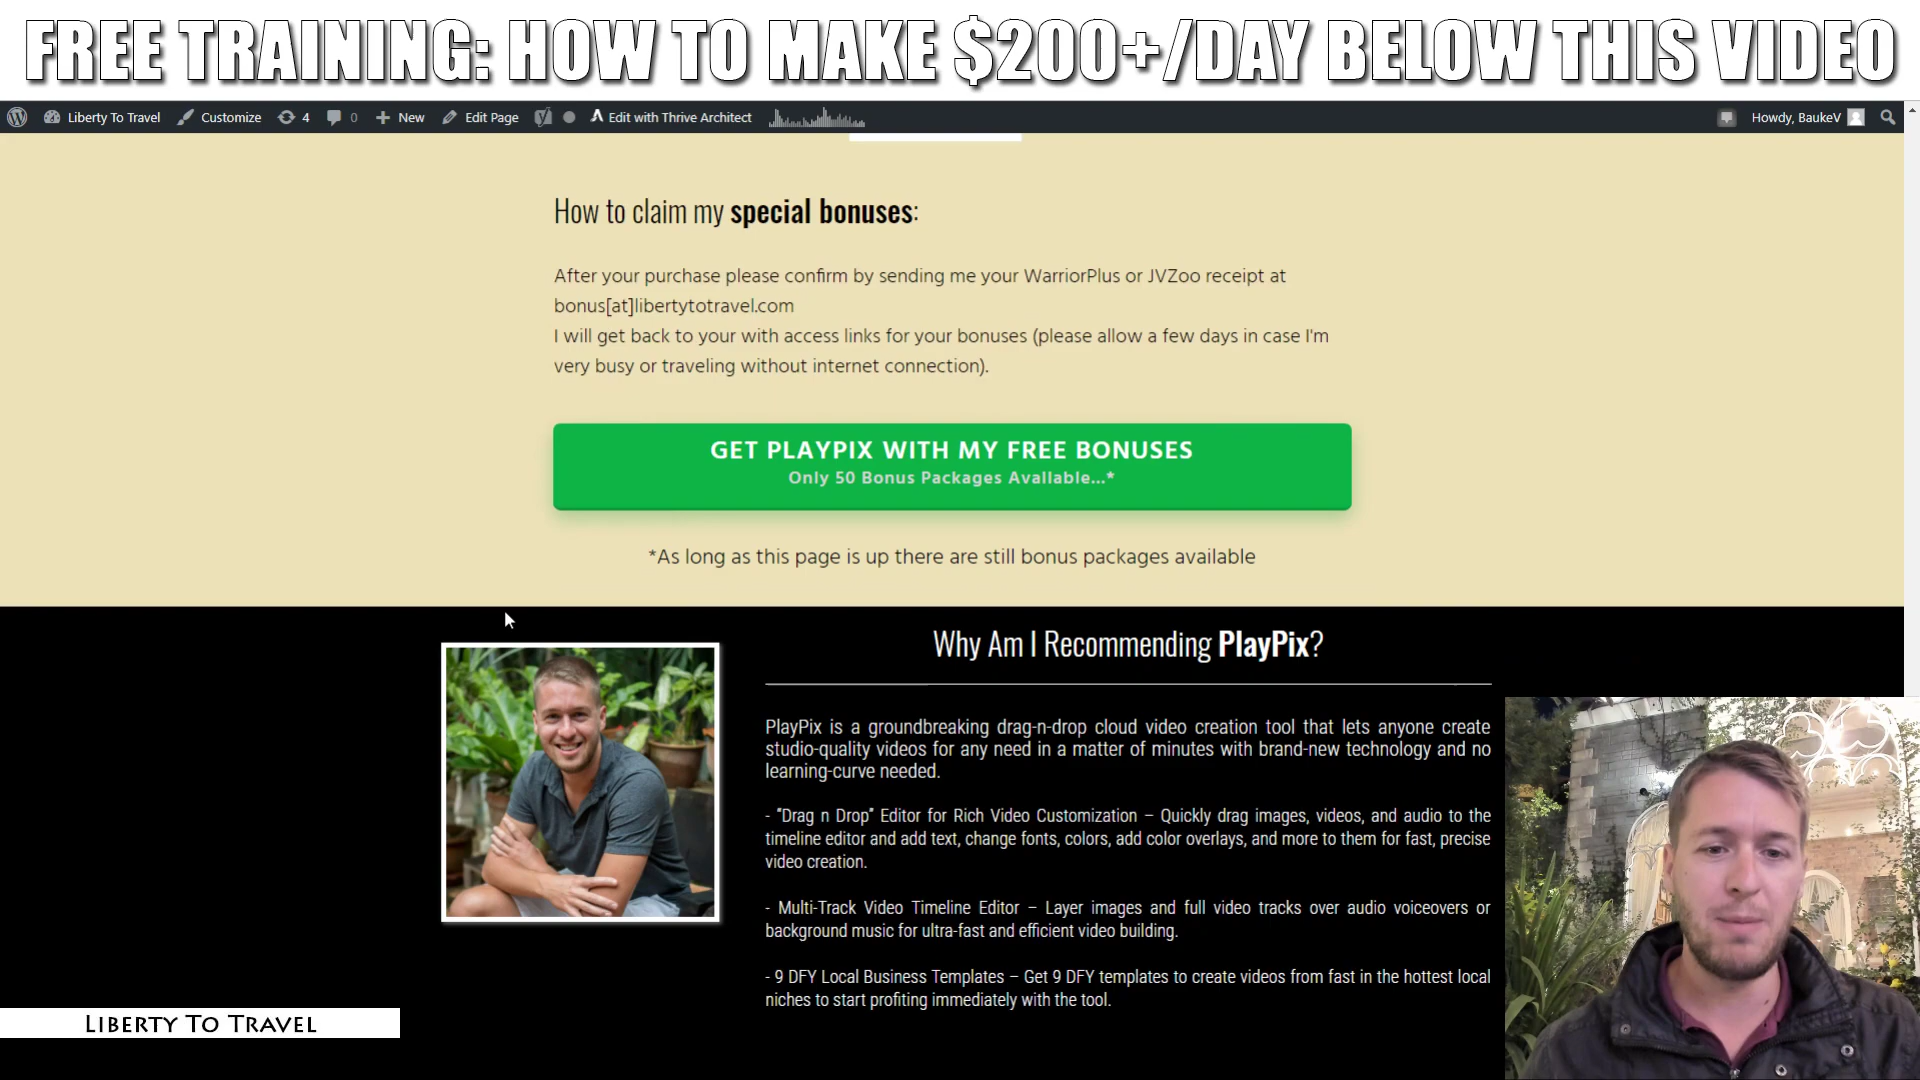 FREE TRAINING: HOW TO MAKE $200+/DAY BELOW THIS VIDEO
Liberty To Travel Customize 4 0 New Edit Page Edit with Thrive Architect Howdy, BaukeV
How to claim my special bonuses:
After your purchase please confirm by sending me your WarriorPlus or JVZoo receipt at
bonus[at]libertytotravel.com
I will get back to your with access links for your bonuses (please allow a few days in case I'm
very busy or traveling without internet connection).
GET PLAYPIX WITH MY FREE BONUSES
Only 50 Bonus Packages Available...*
*As long as this page is up there are still bonus packages available
Why Am I Recommending PlayPix?
PlayPix is a groundbreaking drag-n-drop cloud video creation tool that lets anyone create
studio-quality videos for any need in a matter of minutes with brand-new technology and no
learning-curve needed.
- “Drag n Drop” Editor for Rich Video Customization – Quickly drag images, videos, and audio to the
timeline editor and add text, change fonts, colors, add color overlays, and more to them for fast, precise
video creation.
- Multi-Track Video Timeline Editor – Layer images and full video tracks over audio voiceovers or
background music for ultra-fast and efficient video building.
- 9 DFY Local Business Templates – Get 9 DFY templates to create videos from fast in the hottest local
niches to start profiting immediately with the tool.
LIBERTY TO TRAVEL